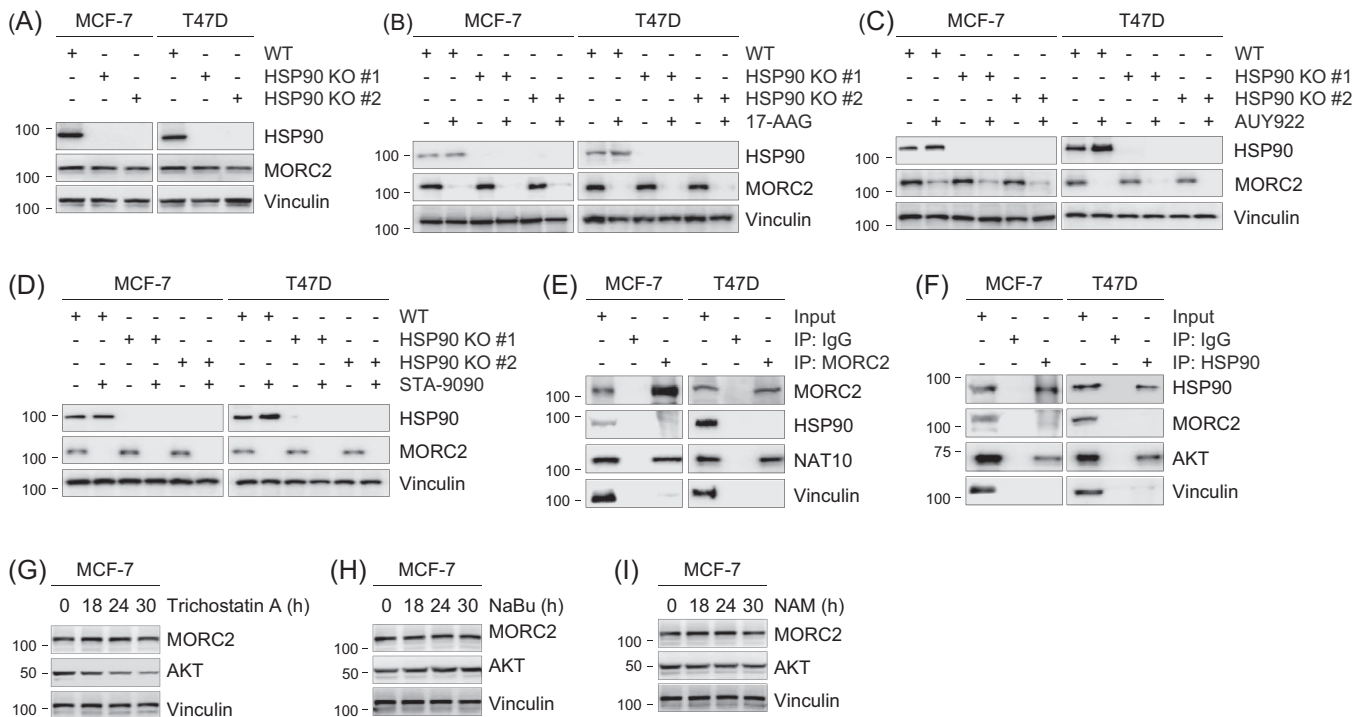 (A)
MCF-7 T47D
+ - - + - - WT
- + - - + - HSP90 KO #1
- - + - - + HSP90 KO #2
100 HSP90
100 MORC2
100 Vinculin
(B)
MCF-7 T47D
+ + - - - - + + - - - - WT
- - + + - - - - + + - - HSP90 KO #1
- - - - + + - - - - + + HSP90 KO #2
- + - + - + - + - + - + 17-AAG
100 HSP90
100 MORC2
100 Vinculin
(C)
MCF-7 T47D
+ + - - - - + + - - - - WT
- - + + - - - - + + - - HSP90 KO #1
- - - - + + - - - - + + HSP90 KO #2
- + - + - + - + - + - + AUY922
100 HSP90
100 MORC2
100 Vinculin
(D)
MCF-7 T47D
+ + - - - - + + - - - - WT
- - + + - - - - + + - - HSP90 KO #1
- - - - + + - - - - + + HSP90 KO #2
- + - + - + - + - + - + STA-9090
100 HSP90
100 MORC2
100 Vinculin
(E)
MCF-7 T47D
+ - - + - - Input
- + - - + - IP: IgG
- - + - - + IP: MORC2
100 MORC2
100 HSP90
100 NAT10
100 Vinculin
(F)
MCF-7 T47D
+ - - + - - Input
- + - - + - IP: IgG
- - + - - + IP: HSP90
100 HSP90
100 MORC2
75 AKT
100 Vinculin
(G)
MCF-7
0 18 24 30 Trichostatin A (h)
100 MORC2
50 AKT
100 Vinculin
(H)
MCF-7
0 18 24 30 NaBu (h)
100 MORC2
50 AKT
100 Vinculin
(I)
MCF-7
0 18 24 30 NAM (h)
100 MORC2
50 AKT
100 Vinculin